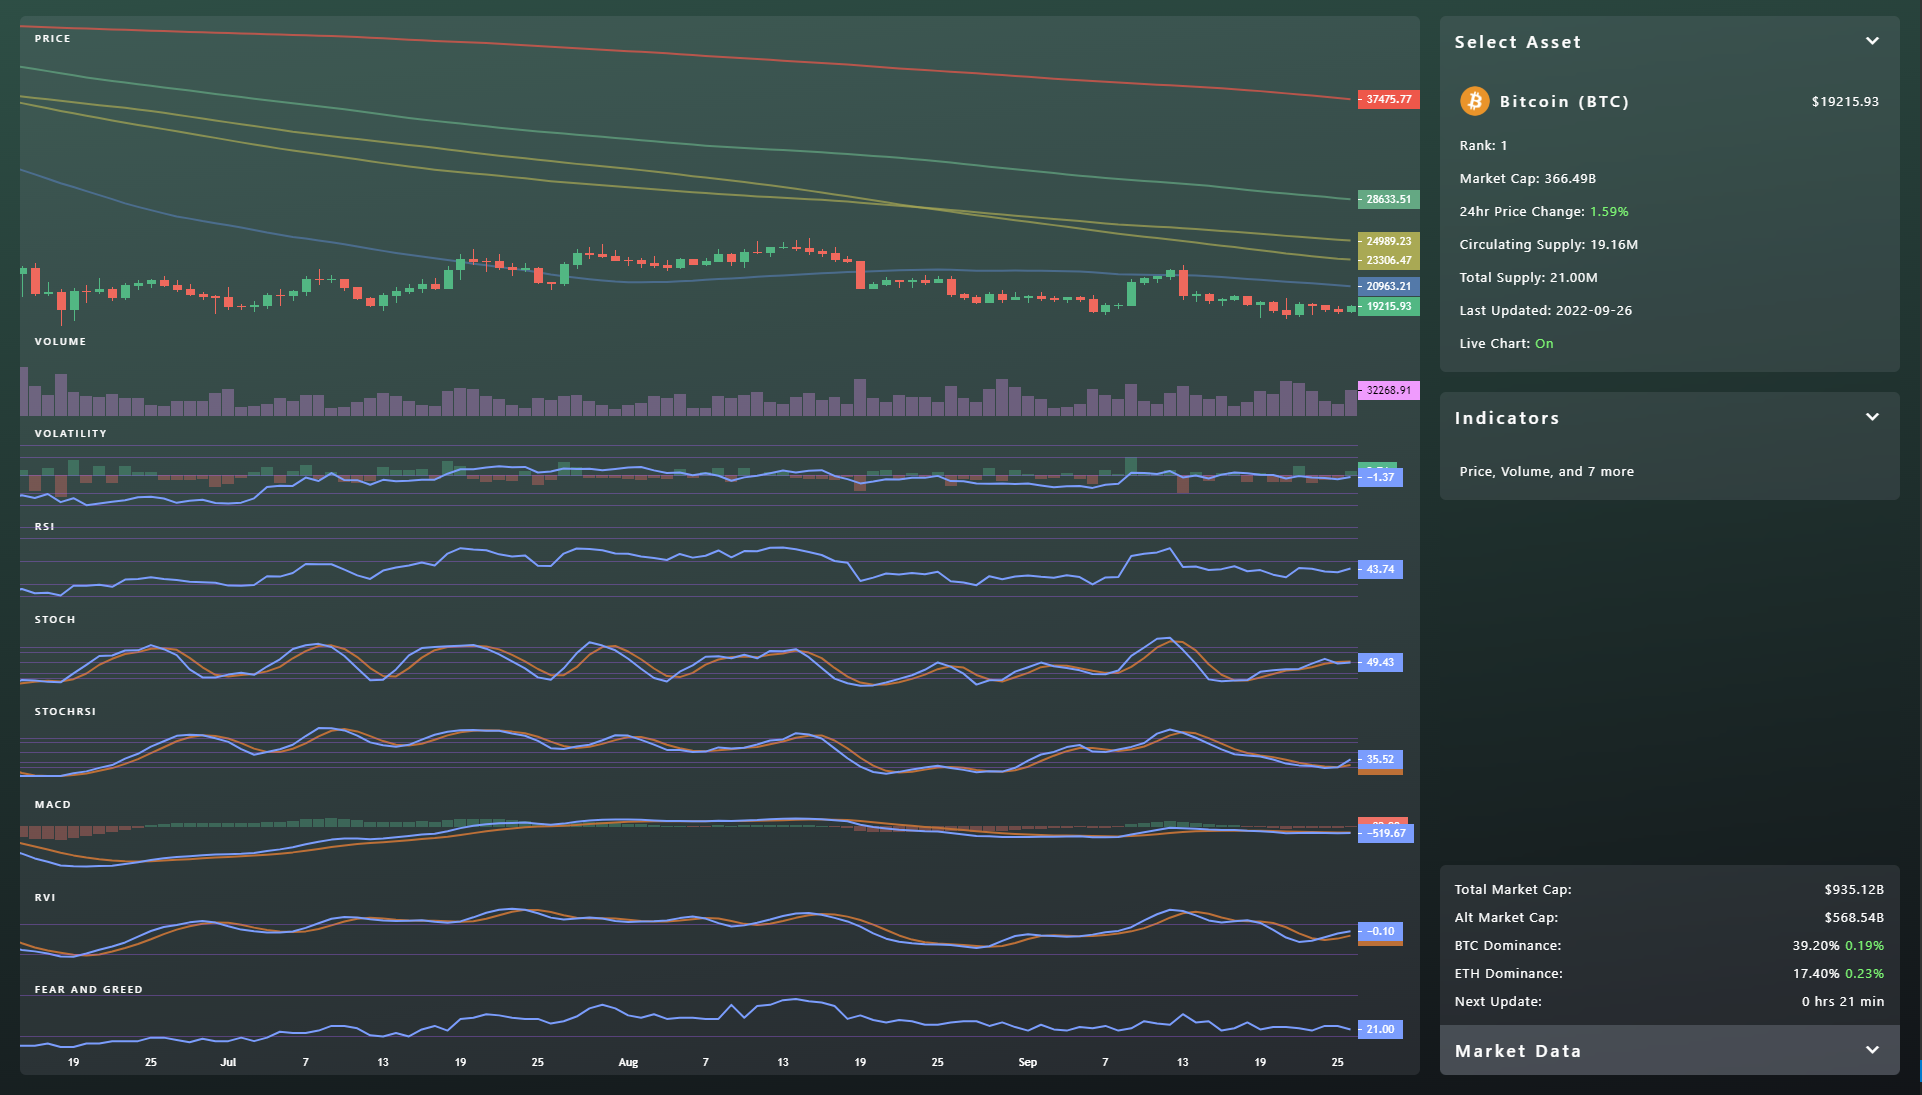 PRICE
37475.77
28633.51
24989.23
23306.47
20963.21
19215.93
VOLUME
32268.91
VOLATILITY
−1.37
RSI
43.74
STOCH
49.43
STOCHRSI
35.52
MACD
−519.67
RVI
−0.10
FEAR AND GREED
21.00
19 25 Jul 7 13 19 25 Aug 7 13 19 25 Sep 7 13 19 25
Select Asset
Bitcoin (BTC) $19215.93
Rank: 1
Market Cap: 366.49B
24hr Price Change: 1.59%
Circulating Supply: 19.16M
Total Supply: 21.00M
Last Updated: 2022-09-26
Live Chart: On
Indicators
Price, Volume, and 7 more
Total Market Cap: $935.12B
Alt Market Cap: $568.54B
BTC Dominance: 39.20% 0.19%
ETH Dominance: 17.40% 0.23%
Next Update: 0 hrs 21 min
Market Data